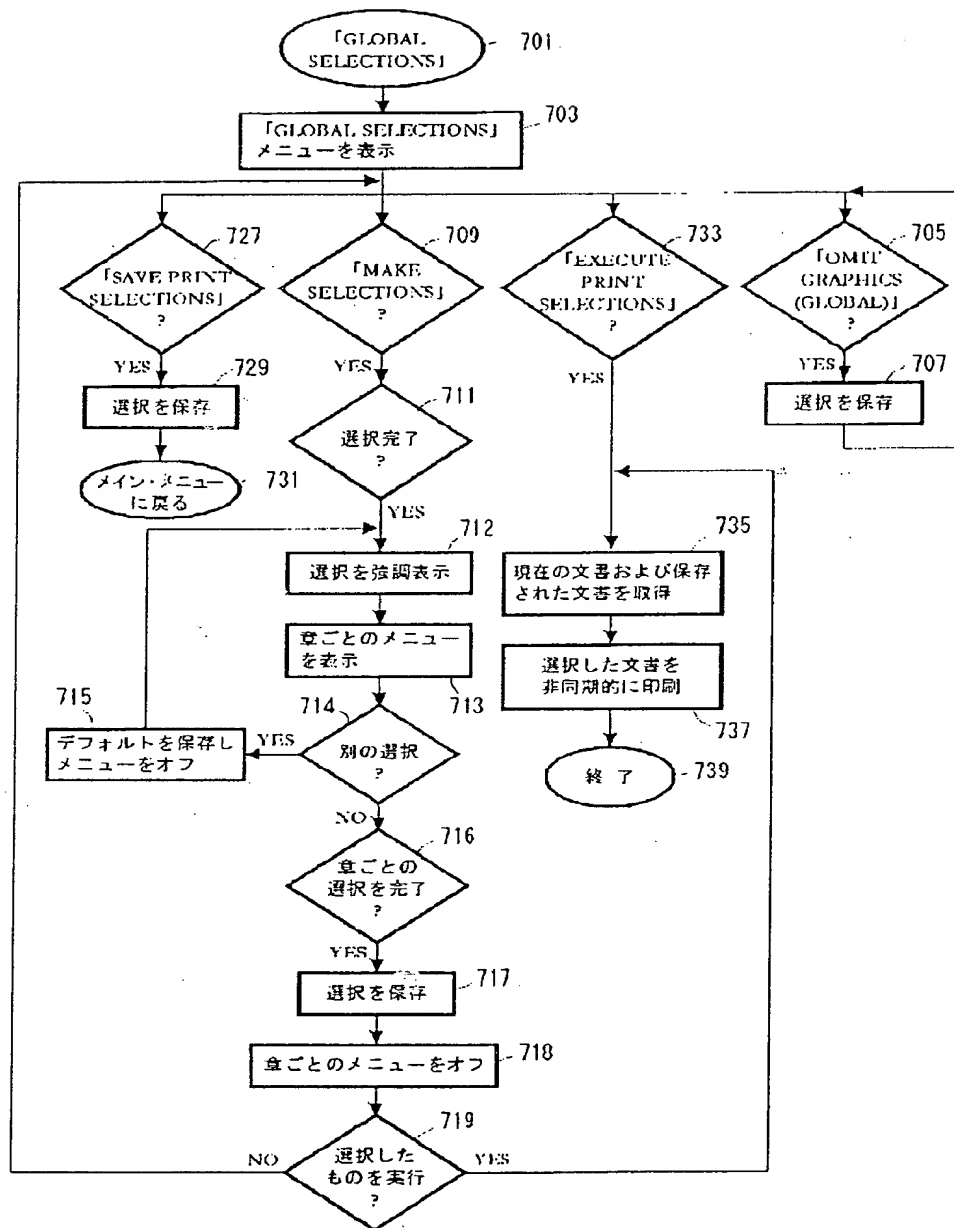 「GLOBAL
SELECTIONS」
701
「GLOBAL SELECTIONS」
メニューを表示
703
「SAVE PRINT
SELECTIONS」
?
727
「MAKE
SELECTIONS」
?
709
「EXECUTE
PRINT
SELECTIONS」
?
733
「OMIT
GRAPHICS
(GLOBAL)」
?
705
YES
選択を保存
729
メイン・メニュー
に戻る
731
YES
選択完了
?
711
YES
選択を強調表示
712
章ごとのメニュー
を表示
713
別の選択
?
714
YES
デフォルトを保存し
メニューをオフ
715
NO
章ごとの
選択を完了
?
716
YES
選択を保存
717
章ごとのメニューをオフ
718
選択した
ものを実行
?
719
NO
YES
YES
現在の文書および保存
された文書を取得
735
選択した文書を
非同期的に印刷
737
終了
739
YES
選択を保存
707